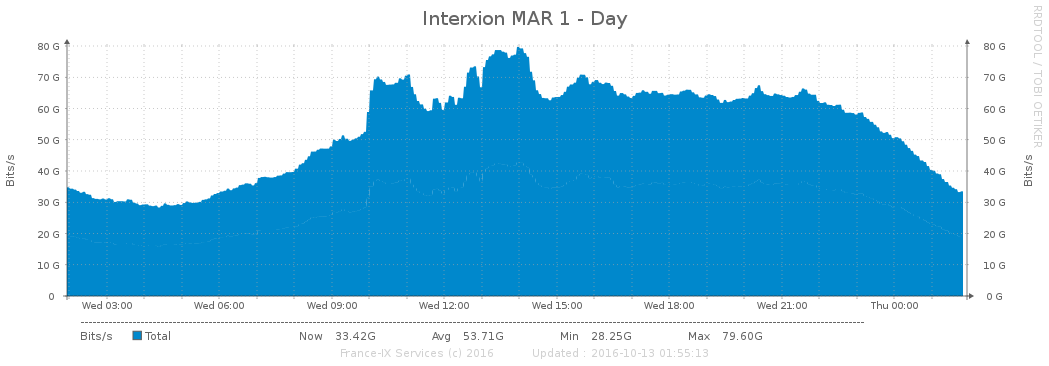 Interxion MAR 1 - Day
RRDTOOL / TOBI OETIKER
Bits/s
80 G
70 G
60 G
50 G
40 G
30 G
20 G
10 G
0
80 G
70 G
60 G
50 G
40 G
30 G
20 G
10 G
0 G
Bits/s
Wed 03:00 Wed 06:00 Wed 09:00 Wed 12:00 Wed 15:00 Wed 18:00 Wed 21:00 Thu 00:00
Bits/s Total Now 33.42G Avg 53.71G Min 28.25G Max 79.60G
France-IX Services (c) 2016 Updated : 2016-10-13 01:55:13